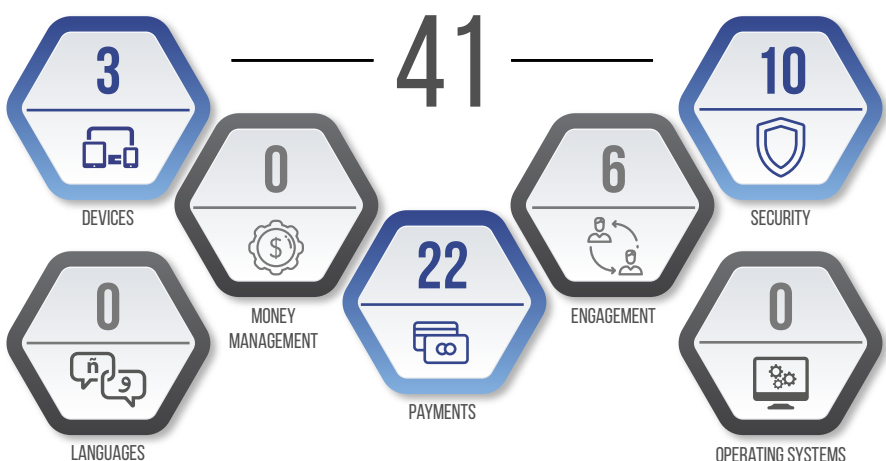 41
3
DEVICES
0
MONEY
MANAGEMENT
22
PAYMENTS
6
ENGAGEMENT
10
SECURITY
0
ñ
و
LANGUAGES
0
OPERATING SYSTEMS
$